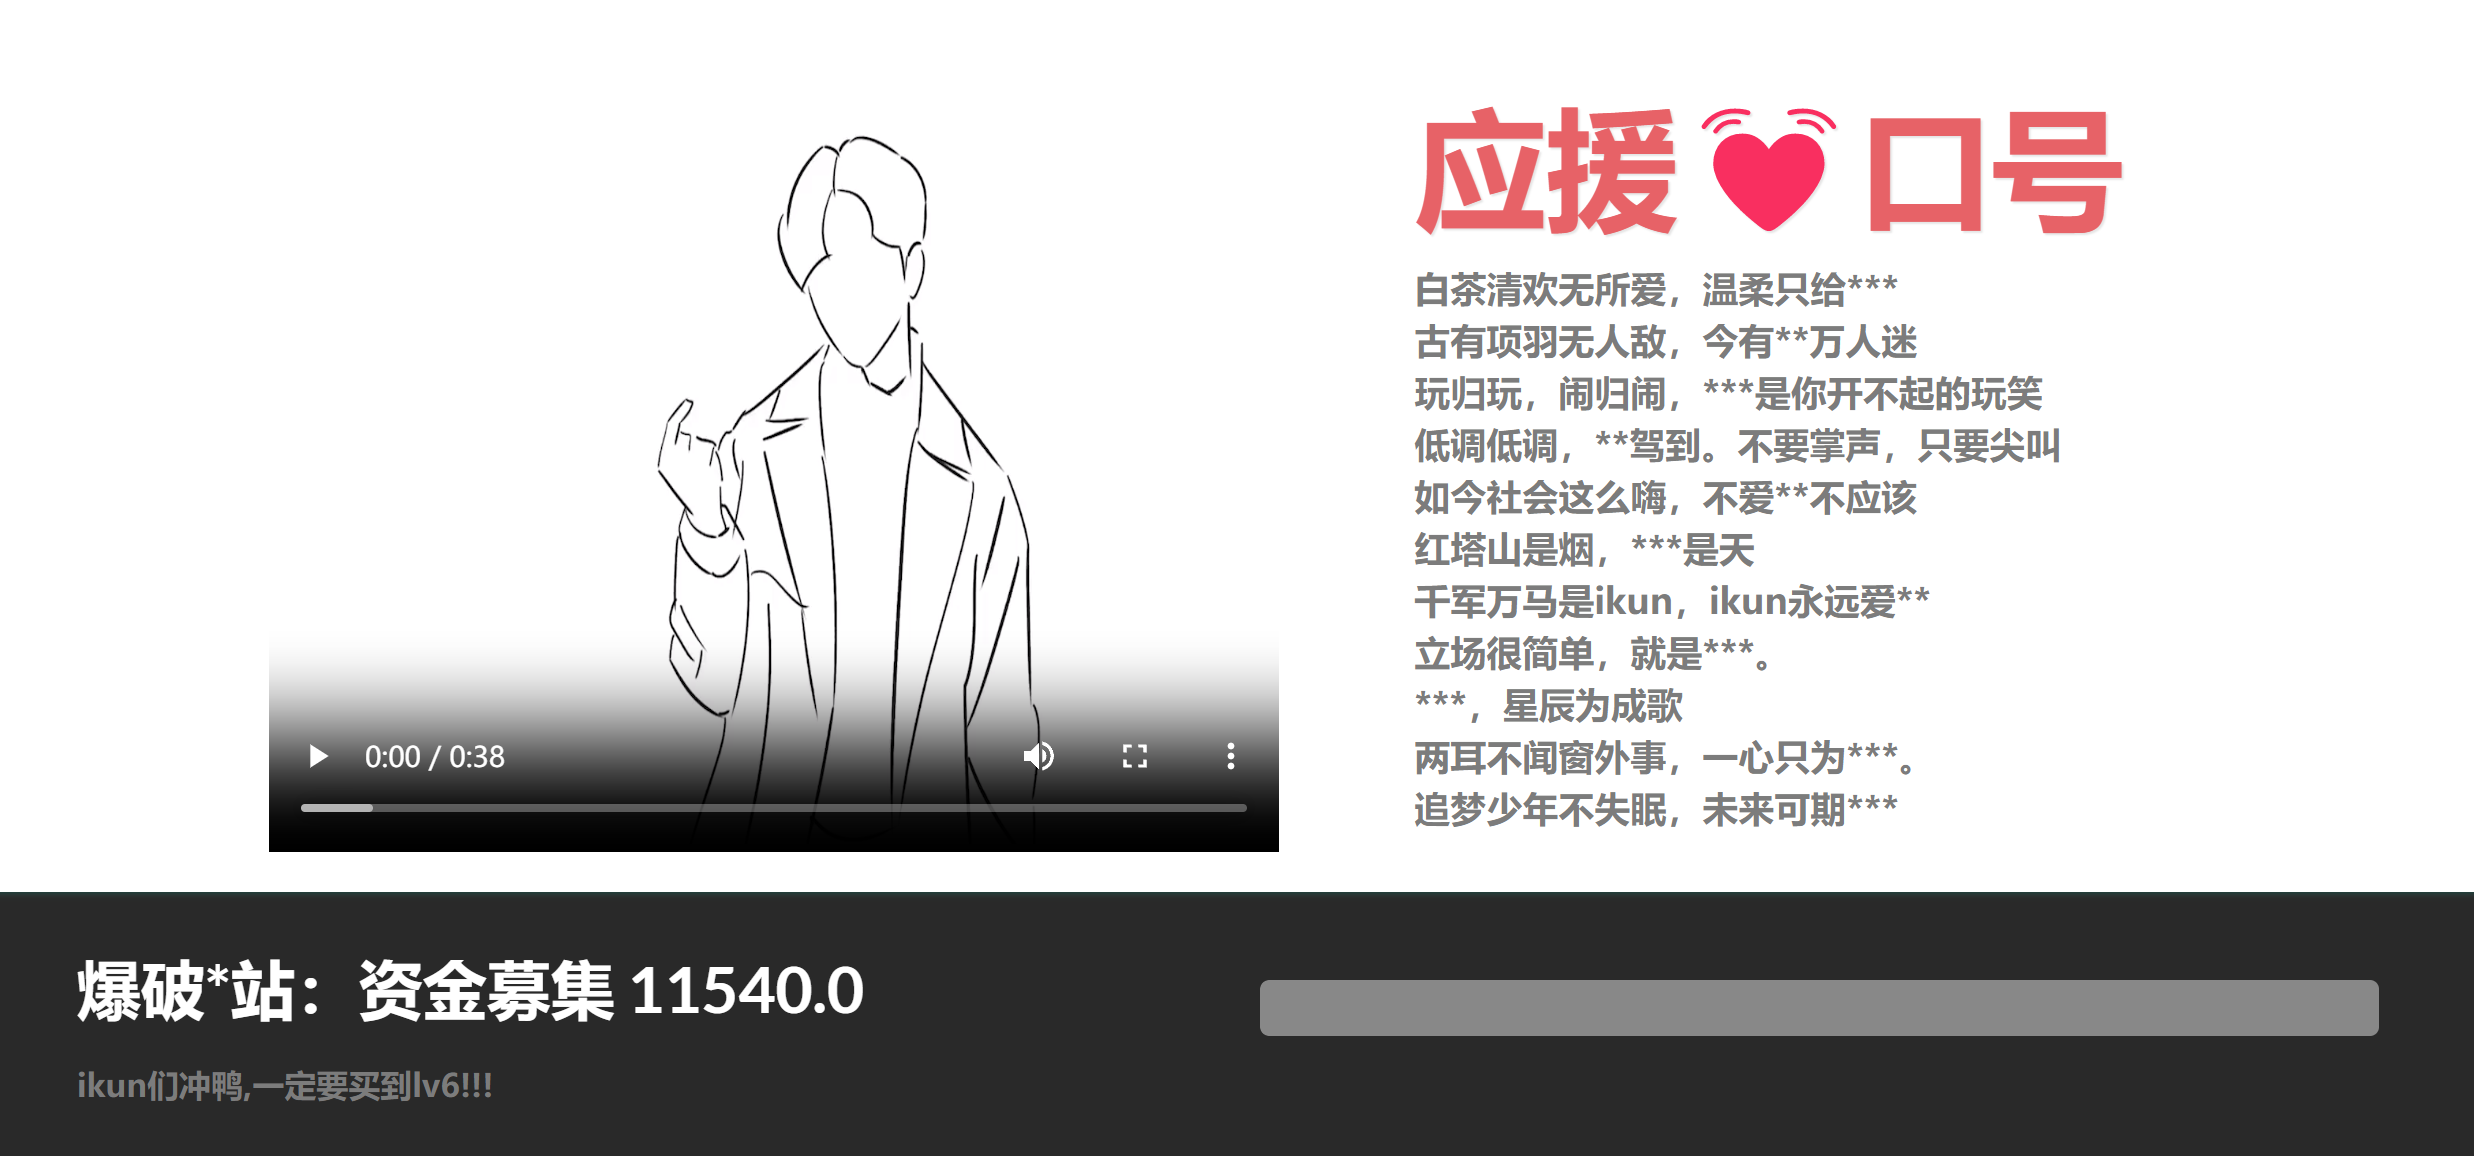 应援💗口号
白茶清欢无所爱，温柔只给***
古有项羽无人敌，今有**万人迷
玩归玩，闹归闹，***是你开不起的玩笑
低调低调，**驾到。不要掌声，只要尖叫
如今社会这么嗨，不爱**不应该
红塔山是烟，***是天
千军万马是ikun，ikun永远爱**
立场很简单，就是***。
***，星辰为成歌
两耳不闻窗外事，一心只为***。
追梦少年不失眠，未来可期***
0:00 / 0:38
爆破*站：资金募集 11540.0
ikun们冲鸭,一定要买到lv6!!!